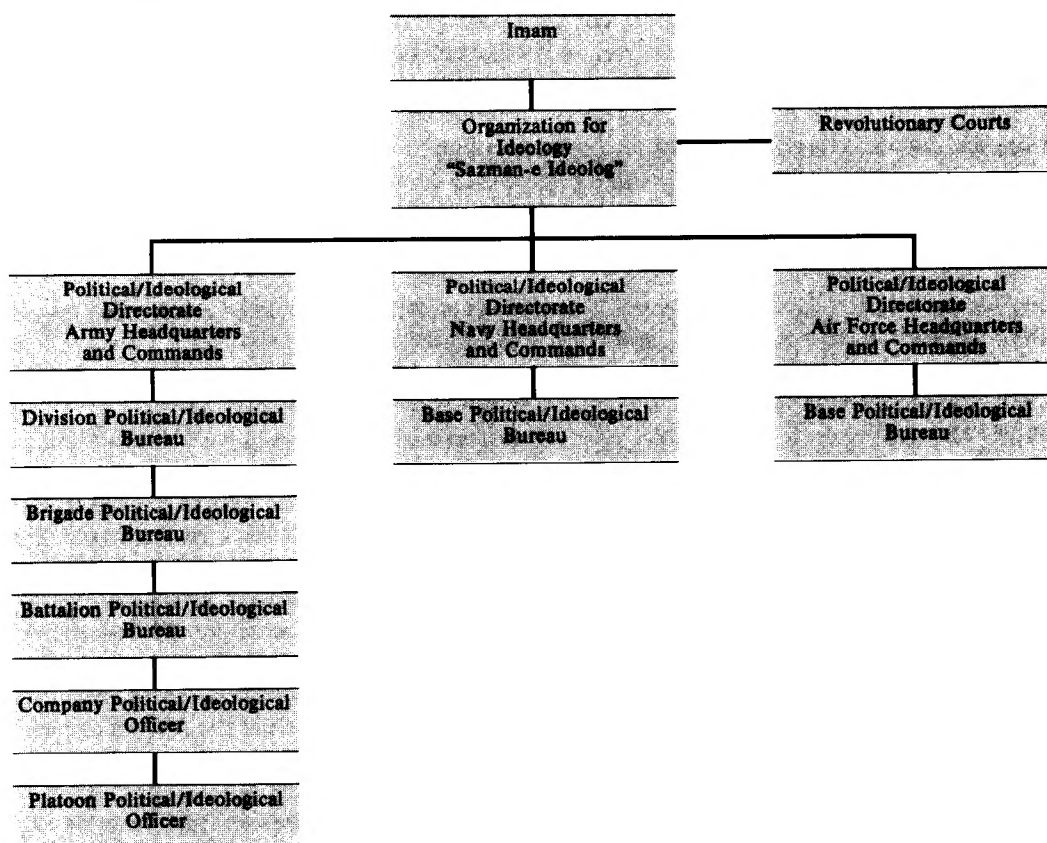 Imam
Organization for
Ideology
"Sazman-e Ideolog"
Revolutionary Courts
Political/Ideological
Directorate
Army Headquarters
and Commands
Political/Ideological
Directorate
Navy Headquarters
and Commands
Political/Ideological
Directorate
Air Force Headquarters
and Commands
Division Political/Ideological
Bureau
Base Political/Ideological
Bureau
Base Political/Ideological
Bureau
Brigade Political/Ideological
Bureau
Battalion Political/Ideological
Bureau
Company Political/Ideological
Officer
Platoon Political/Ideological
Officer